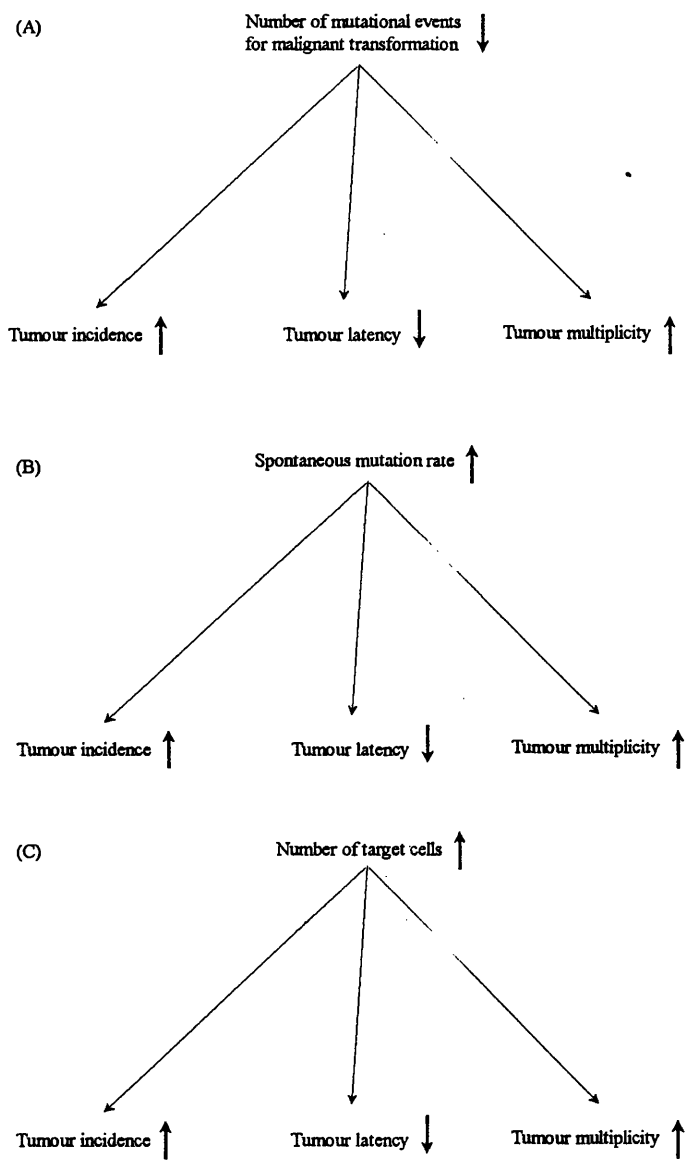 (A)
Number of mutational events
for malignant transformation
Tumour incidence
Tumour latency
Tumour multiplicity
(B)
Spontaneous mutation rate
Tumour incidence
Tumour latency
Tumour multiplicity
(C)
Number of target cells
Tumour incidence
Tumour latency
Tumour multiplicity